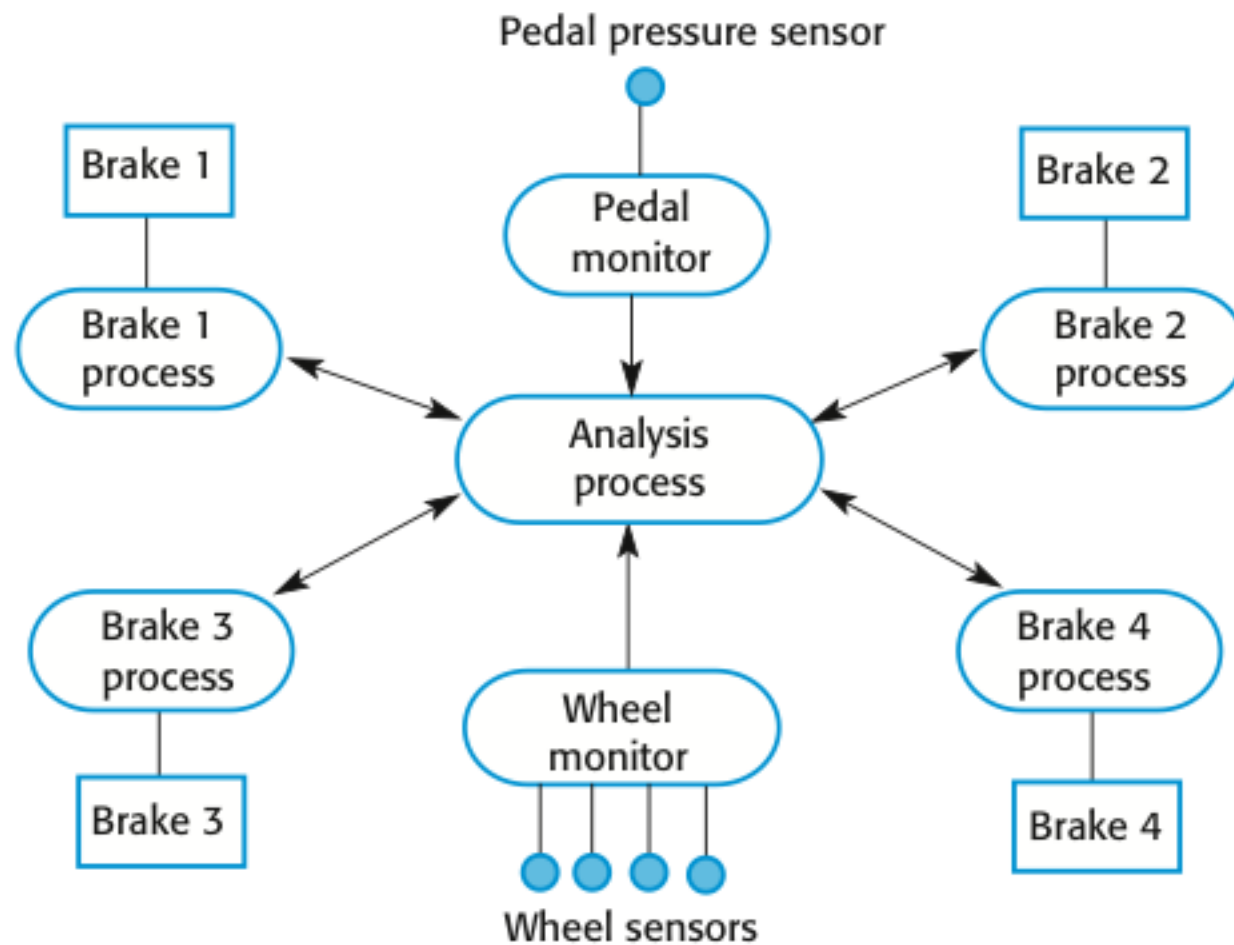 Pedal pressure sensor
Brake 1
Brake 2
Pedal
monitor
Brake 1
process
Brake 2
process
Analysis
process
Brake 3
process
Brake 4
process
Wheel
monitor
Brake 3
Brake 4
Wheel sensors